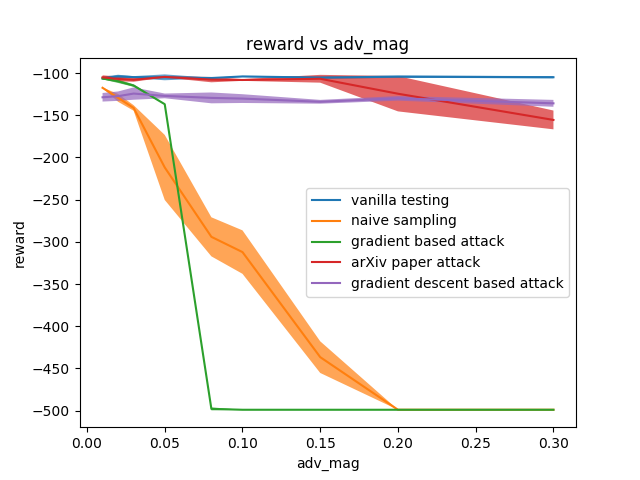 reward vs adv_mag
reward
−100
−150
−200
−250
−300
−350
−400
−450
−500
vanilla testing
naive sampling
gradient based attack
arXiv paper attack
gradient descent based attack
0.00 0.05 0.10 0.15 0.20 0.25 0.30
adv_mag